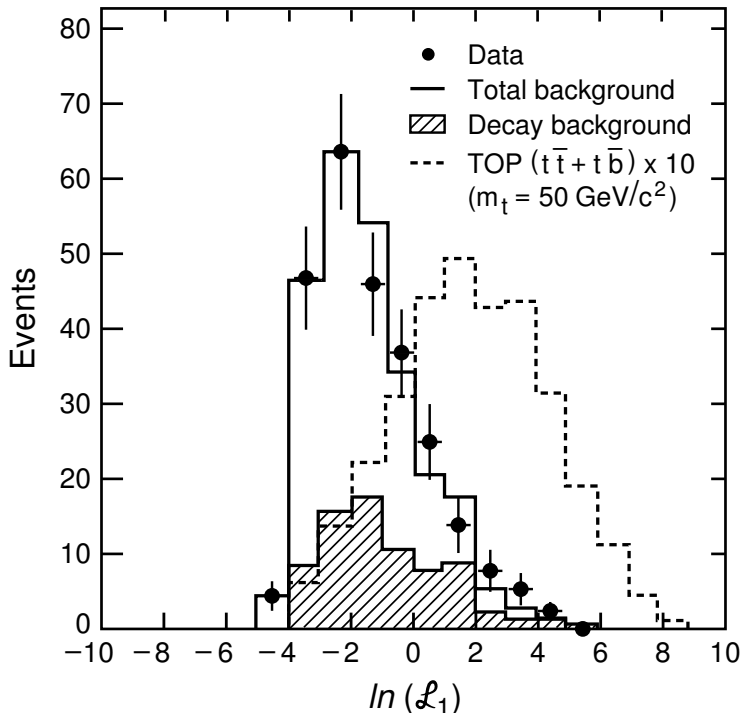 80
70
60
50
40
30
20
10
0
Events
Data
Total background
Decay background
TOP (t t̅ + t b̅) x 10
(mₜ = 50 GeV/c²)
−10 −8 −6 −4 −2 0 2 4 6 8 10
ln (ℒ₁)